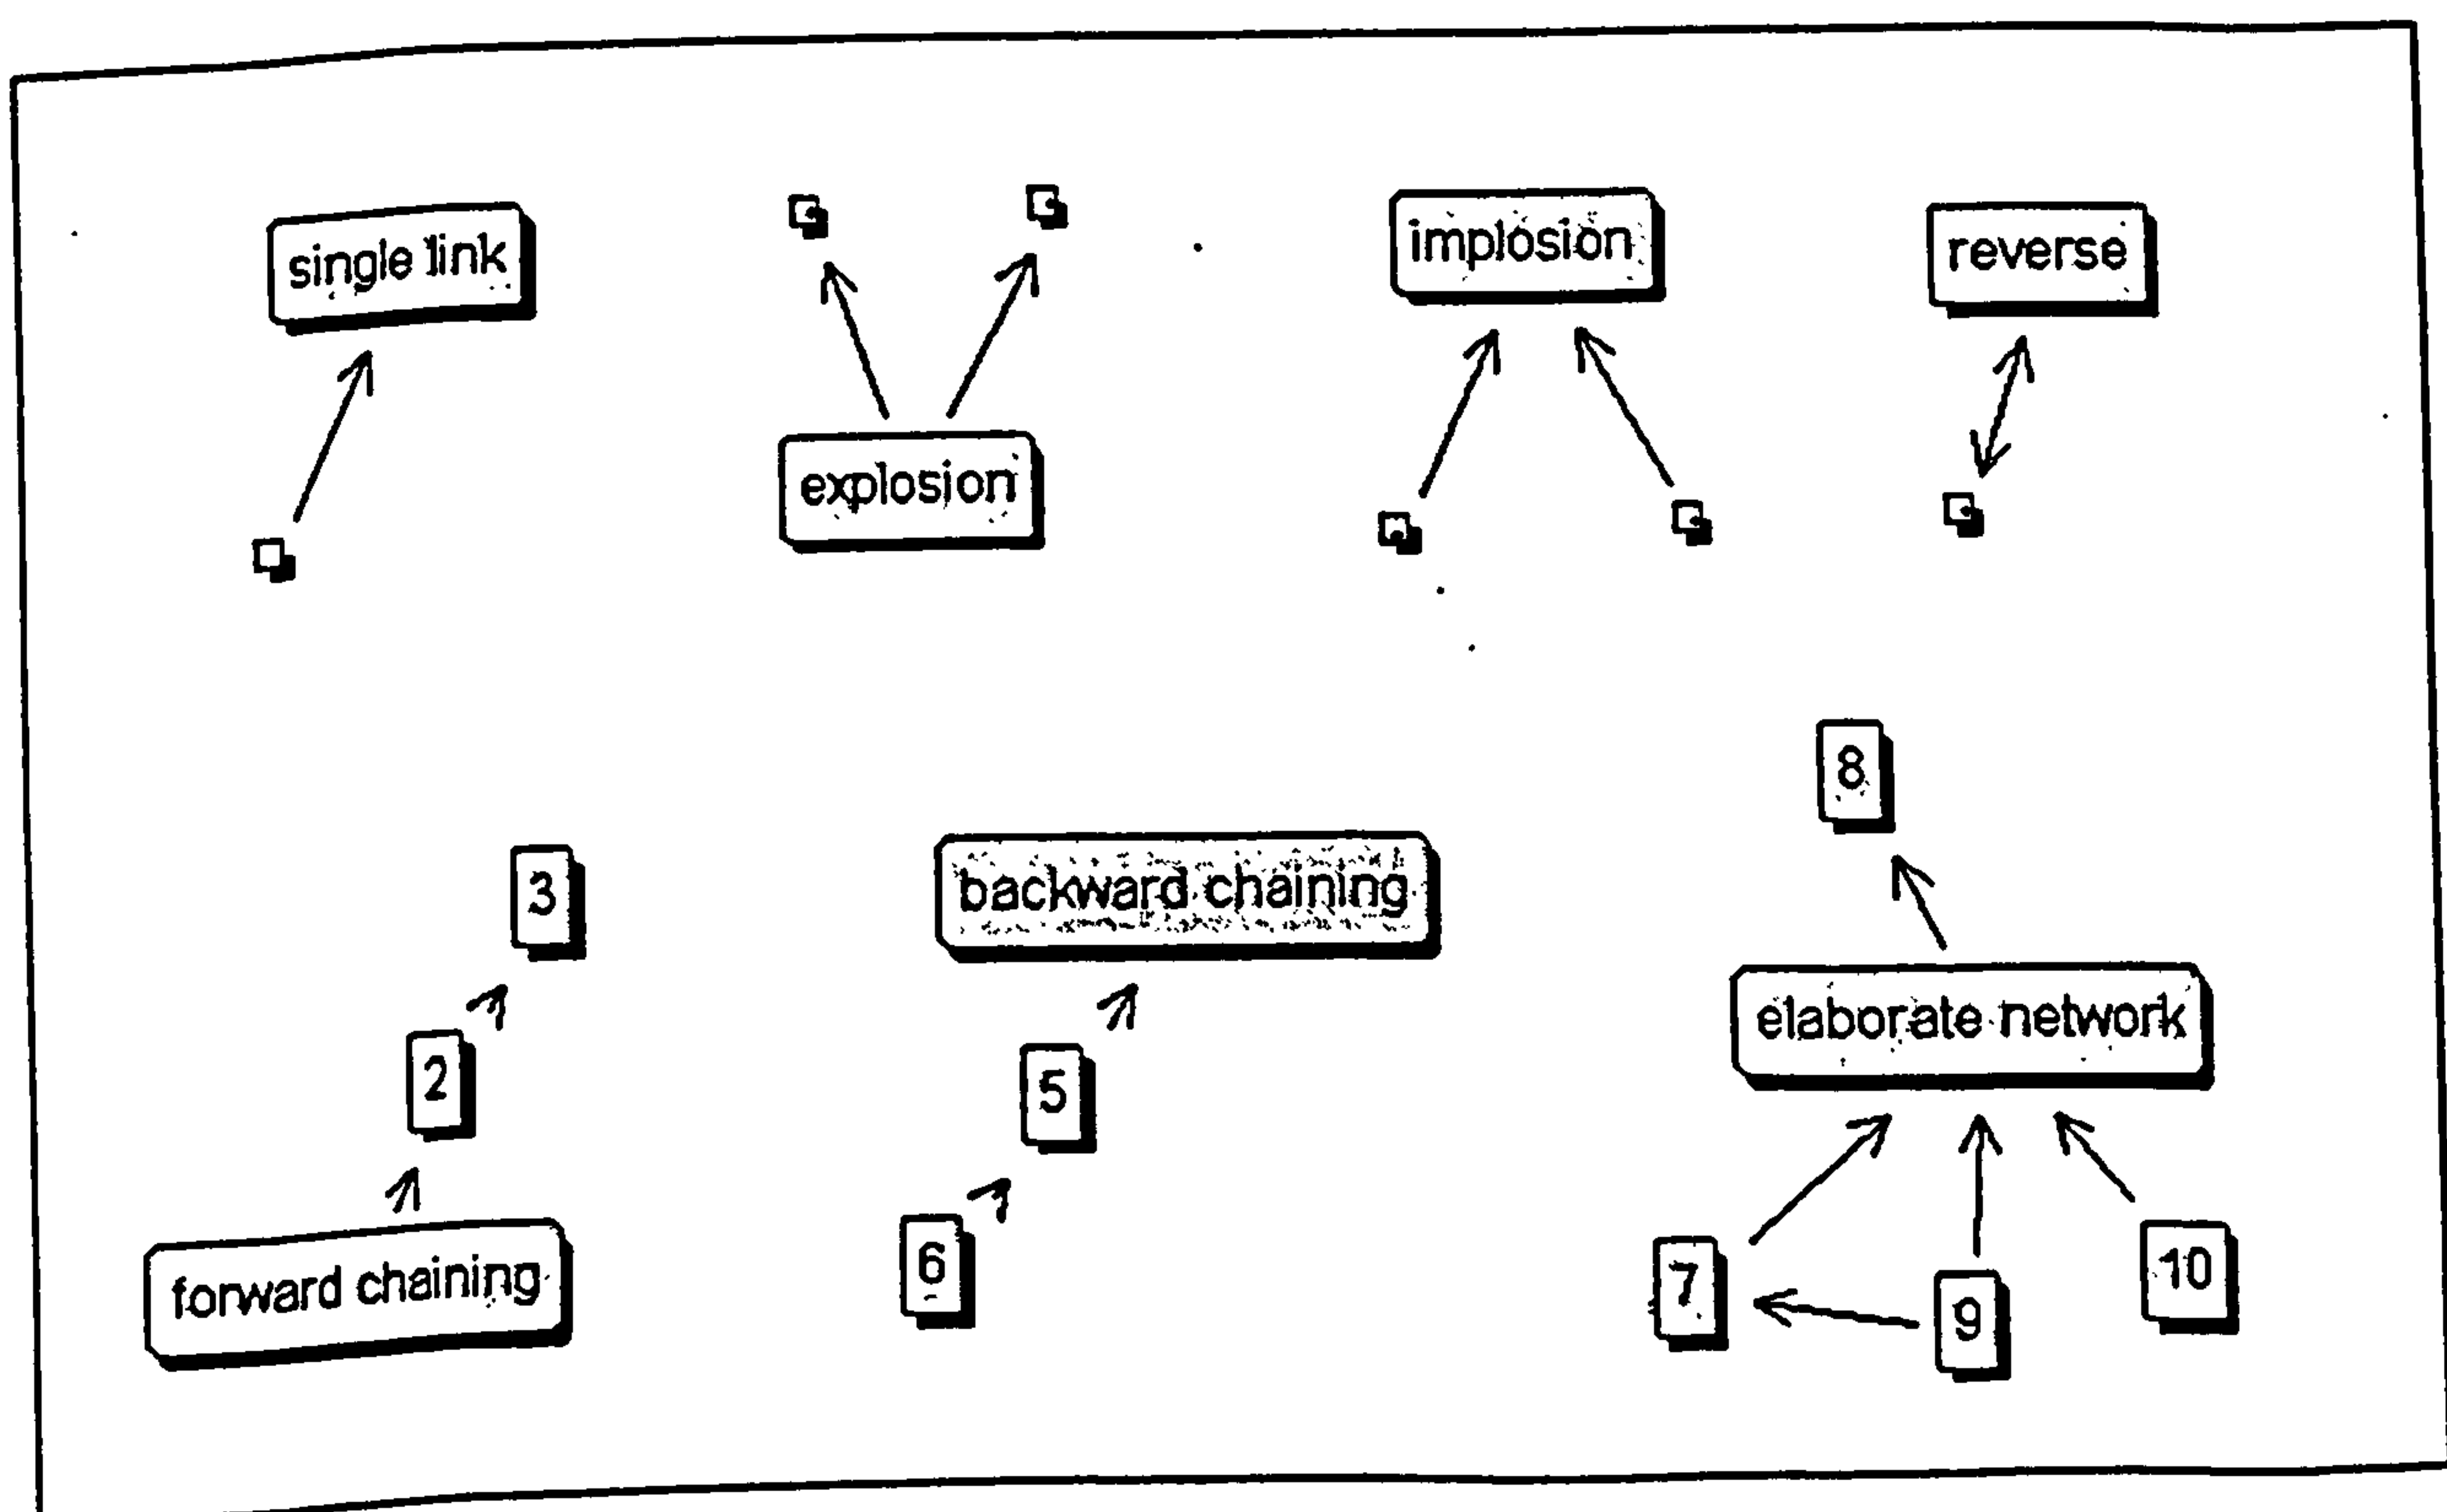 single link
explosion
implosion
reverse
3
2
forward chaining
backward chaining
5
6
8
elaborate network
7
9
10